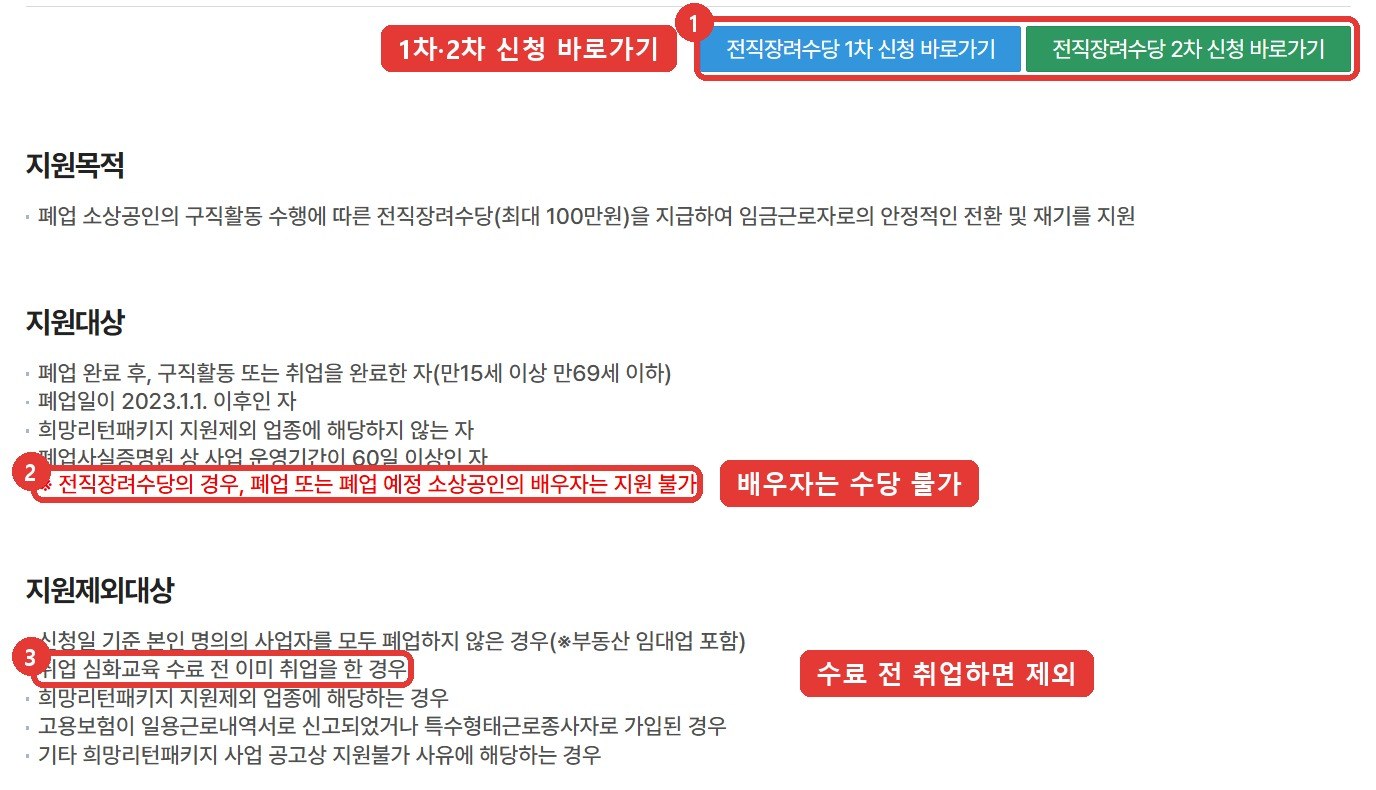 1차·2차 신청 바로가기
1
전직장려수당 1차 신청 바로가기
전직장려수당 2차 신청 바로가기
지원목적
· 폐업 소상공인의 구직활동 수행에 따른 전직장려수당(최대 100만원)을 지급하여 임금근로자로의 안정적인 전환 및 재기를 지원
지원대상
· 폐업 완료 후, 구직활동 또는 취업을 완료한 자(만15세 이상 만69세 이하)
· 폐업일이 2023.1.1. 이후인 자
· 희망리턴패키지 지원제외 업종에 해당하지 않는 자
폐업사실증명원 상 사업 운영기간이 60일 이상인 자
2
※ 전직장려수당의 경우, 폐업 또는 폐업 예정 소상공인의 배우자는 지원 불가
배우자는 수당 불가
지원제외대상
신청일 기준 본인 명의의 사업자를 모두 폐업하지 않은 경우(※부동산 임대업 포함)
3
취업 심화교육 수료 전 이미 취업을 한 경우
수료 전 취업하면 제외
· 희망리턴패키지 지원제외 업종에 해당하는 경우
· 고용보험이 일용근로내역서로 신고되었거나 특수형태근로종사자로 가입된 경우
· 기타 희망리턴패키지 사업 공고상 지원불가 사유에 해당하는 경우